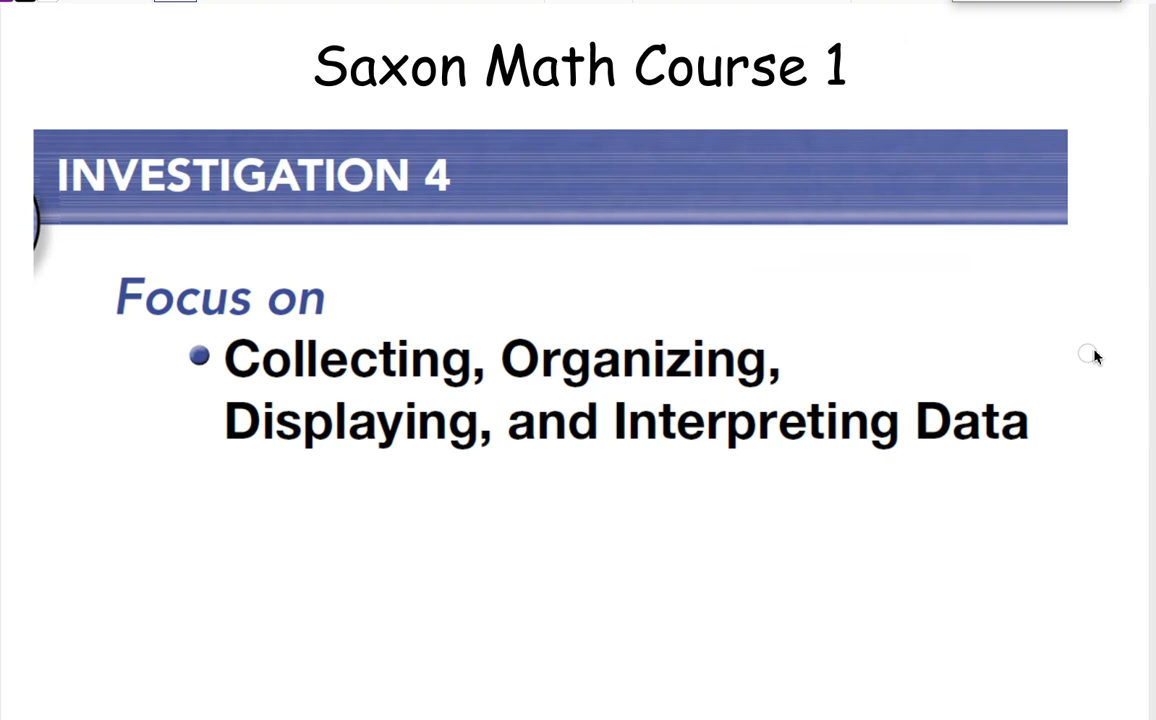 Saxon Math Course 1
INVESTIGATION 4
Focus on
Collecting, Organizing,
Displaying, and Interpreting Data